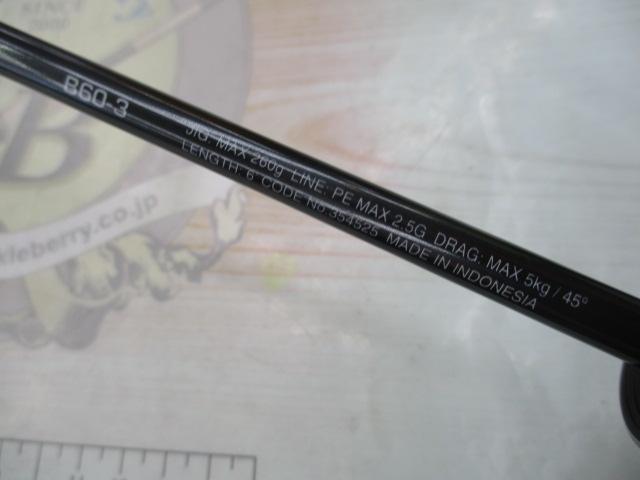 SINCE
B60-3
JIG: MAX 260g LINE: PE MAX 2.5G DRAG: MAX 5kg / 45°
LENGTH: 6' CODE No.354525 MADE IN INDONESIA
B
kleberry.co.jp